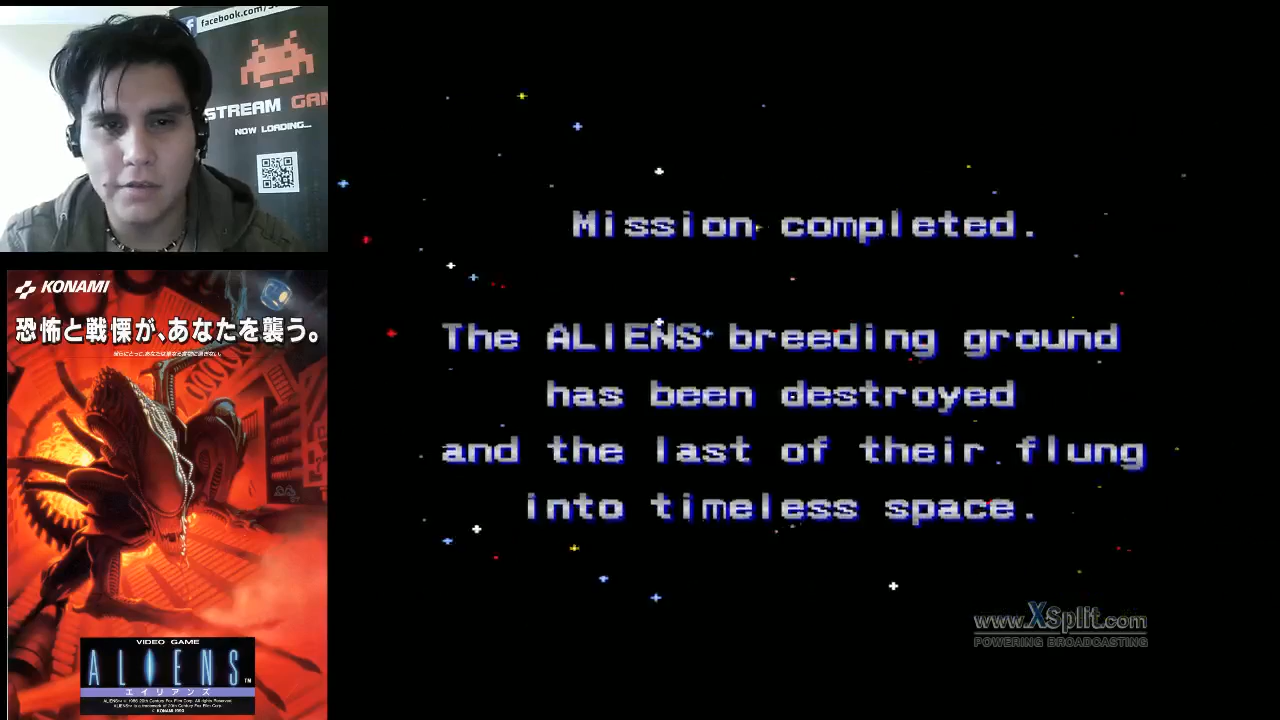 facebook.com/S
STREAM GAM
NOW LOADING...
KONAMI
恐怖と戦慄が、あなたを襲う。
VIDEO GAME
ALIENS™
エイリアンズ
Mission completed.
The ALIENS breeding ground
has been destroyed
and the last of their flung
into timeless space.
www.XSplit.com
POWERING BROADCASTING